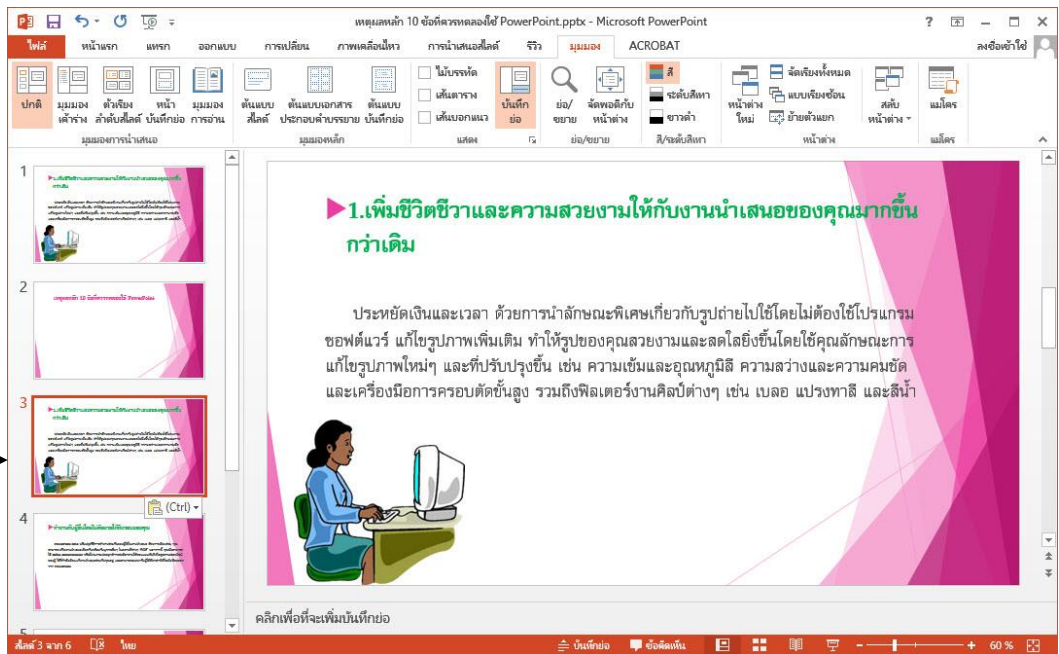 เหตุผลหลัก 10 ข้อที่ควรทดลองใช้ PowerPoint.pptx - Microsoft PowerPoint
ไฟล์ หน้าแรก แทรก ออกแบบ การเปลี่ยน ภาพเคลื่อนไหว การนำเสนอสไลด์ รีวิว มุมมอง ACROBAT ลงชื่อเข้าใช้
ปกติ มุมมองเค้าร่าง ตัวเรียงลำดับสไลด์ หน้าบันทึกย่อ มุมมองการอ่าน
มุมมองการนำเสนอ
ต้นแบบสไลด์ ต้นแบบเอกสารประกอบคำบรรยาย ต้นแบบบันทึกย่อ
มุมมองหลัก
ไม้บรรทัด
เส้นตาราง
เส้นบอกแนว
บันทึกย่อ
แสดง
ย่อ/ขยาย จัดพอดีกับหน้าต่าง
ย่อ/ขยาย
สี
ระดับสีเทา
ขาวดำ
สี/ระดับสีเทา
หน้าต่างใหม่
จัดเรียงทั้งหมด
แบบเรียงซ้อน
ย้ายตัวแยก
สลับหน้าต่าง
หน้าต่าง
แมโคร
แมโคร
1
2
เหตุผลหลัก 10 ข้อที่ควรทดลองใช้ PowerPoint
3
(Ctrl)
4
5
1.เพิ่มชีวิตชีวาและความสวยงามให้กับงานนำเสนอของคุณมากขึ้น
กว่าเดิม
ประหยัดเงินและเวลา ด้วยการนำลักษณะพิเศษเกี่ยวกับรูปถ่ายไปใช้โดยไม่ต้องใช้โปรแกรม
ซอฟต์แวร์ แก้ไขรูปภาพเพิ่มเติม ทำให้รูปของคุณสวยงามและสดใสยิ่งขึ้นโดยใช้คุณลักษณะการ
แก้ไขรูปภาพใหม่ๆ และที่ปรับปรุงขึ้น เช่น ความเข้มและอุณหภูมิสี ความสว่างและความคมชัด
และเครื่องมือการครอบตัดขั้นสูง รวมถึงฟิลเตอร์งานศิลป์ต่างๆ เช่น เบลอ แปรงทาสี และสีน้ำ
คลิกเพื่อที่จะเพิ่มบันทึกย่อ
สไลด์ 3 จาก 6 ไทย บันทึกย่อ ข้อคิดเห็น 60 %